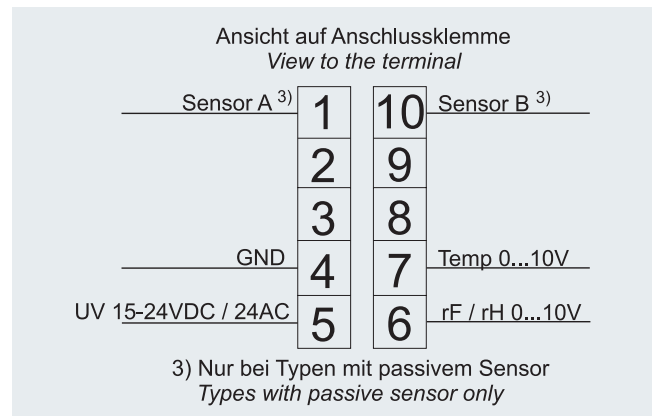 Ansicht auf Anschlussklemme
View to the terminal
Sensor A 3) 1 10 Sensor B 3)
2 9
3 8
GND 4 7 Temp 0...10V
UV 15-24VDC / 24AC 5 6 rF / rH 0...10V
3) Nur bei Typen mit passivem Sensor
Types with passive sensor only